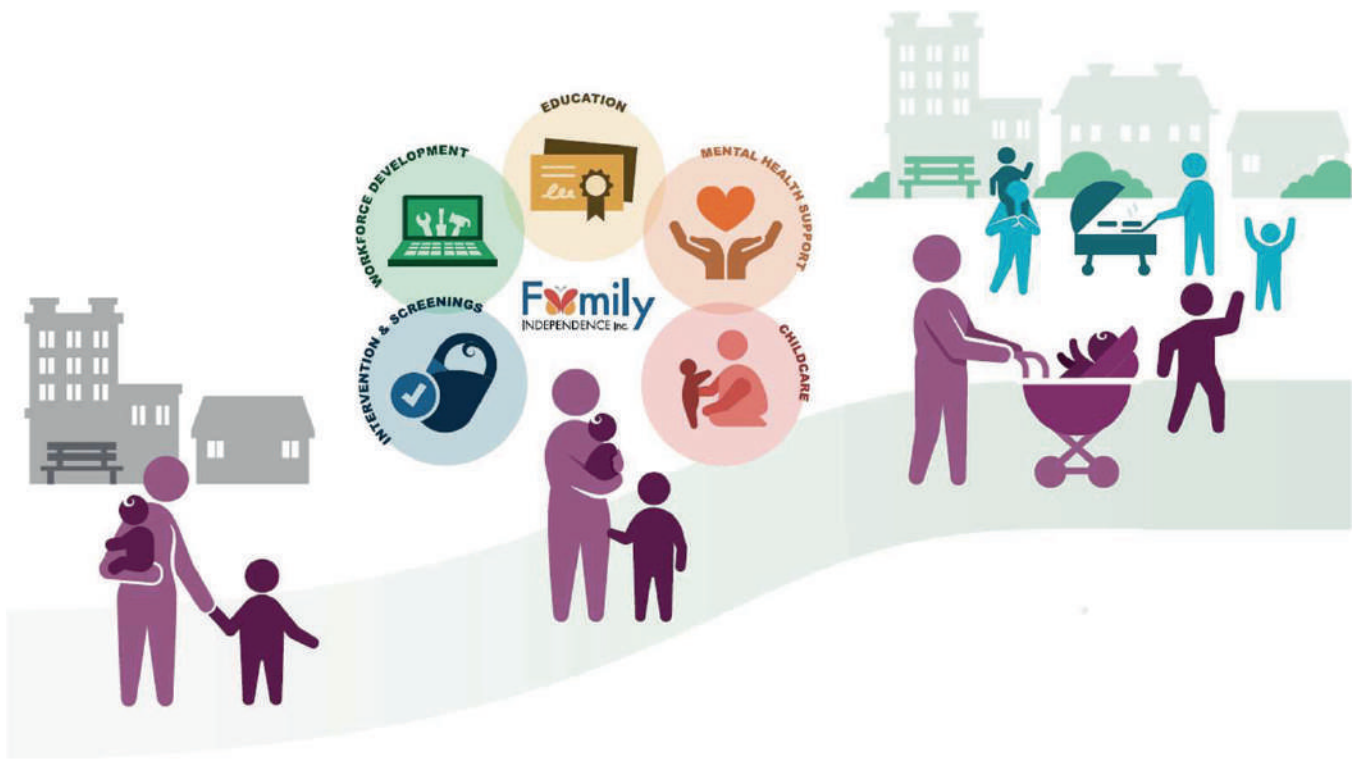 EDUCATION
WORKFORCE DEVELOPMENT
MENTAL HEALTH SUPPORT
Family
INDEPENDENCE Inc.
INTERVENTION & SCREENINGS
CHILDCARE